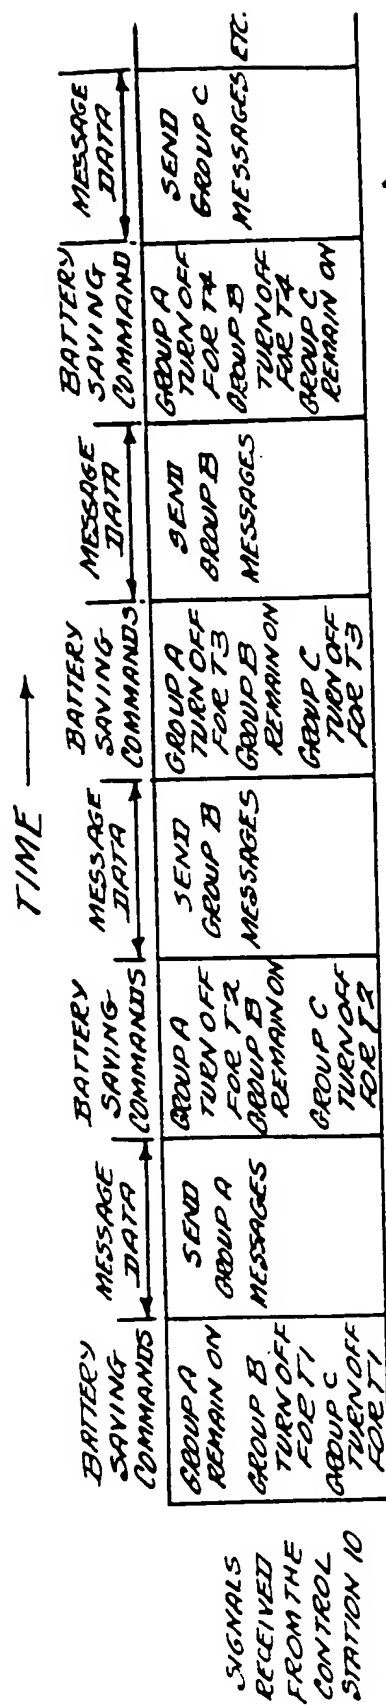 TIME
BATTERY
SAVING
COMMANDS
MESSAGE
DATA
BATTERY
SAVING
COMMANDS
MESSAGE
DATA
BATTERY
SAVING
COMMANDS
MESSAGE
DATA
BATTERY
SAVING
COMMAND
MESSAGE
DATA
SIGNALS
RECEIVED
FROM THE
CONTROL
STATION 10
GROUP A
REMAIN ON
GROUP B
TURN OFF
FOR T1
GROUP C
TURN OFF
FOR T1
SEND
GROUP A
MESSAGES
GROUP A
TURN OFF
FOR T2
GROUP B
REMAIN ON
GROUP C
TURN OFF
FOR T2
SEND
GROUP B
MESSAGES
GROUP A
TURN OFF
FOR T3
GROUP B
REMAIN ON
GROUP C
TURN OFF
FOR T3
SEND
GROUP B
MESSAGES
GROUP A
TURN OFF
FOR T4
GROUP B
TURN OFF
FOR T4
GROUP C
REMAIN ON
SEND
GROUP C
MESSAGES
ETC.